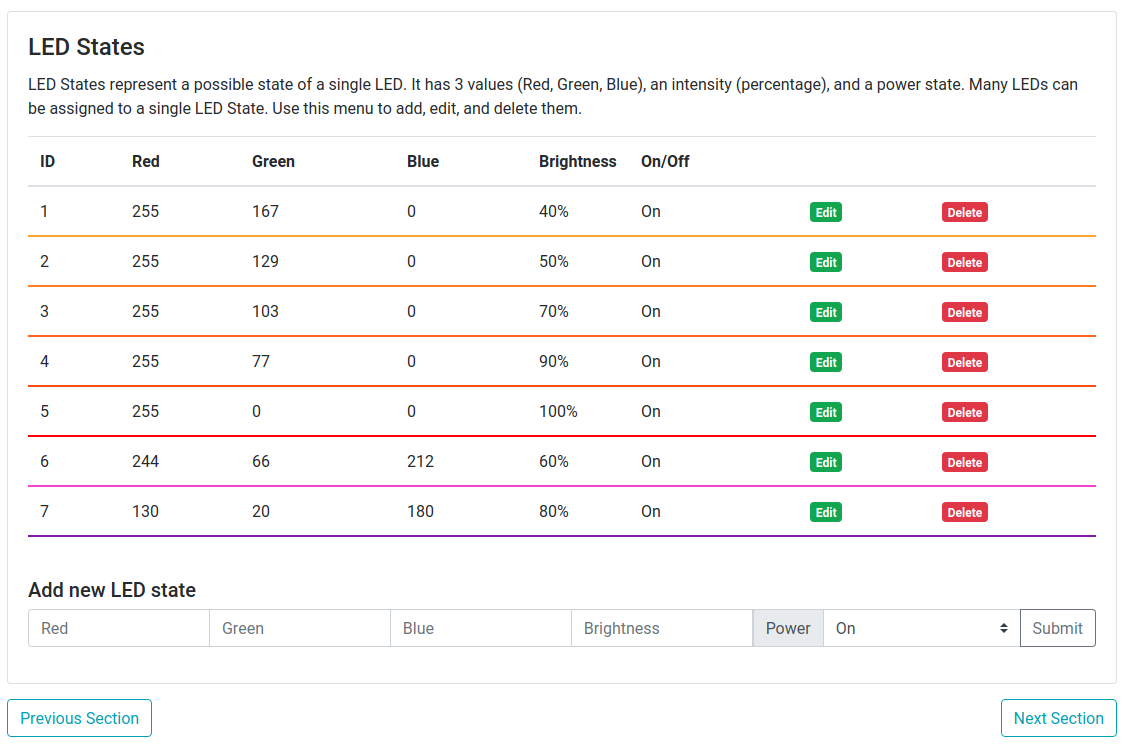 LED States
LED States represent a possible state of a single LED. It has 3 values (Red, Green, Blue), an intensity (percentage), and a power state. Many LEDs can
be assigned to a single LED State. Use this menu to add, edit, and delete them.
ID Red Green Blue Brightness On/Off
1 255 167 0 40% On Edit Delete
2 255 129 0 50% On Edit Delete
3 255 103 0 70% On Edit Delete
4 255 77 0 90% On Edit Delete
5 255 0 0 100% On Edit Delete
6 244 66 212 60% On Edit Delete
7 130 20 180 80% On Edit Delete
Add new LED state
Red Green Blue Brightness Power On Submit
Previous Section Next Section